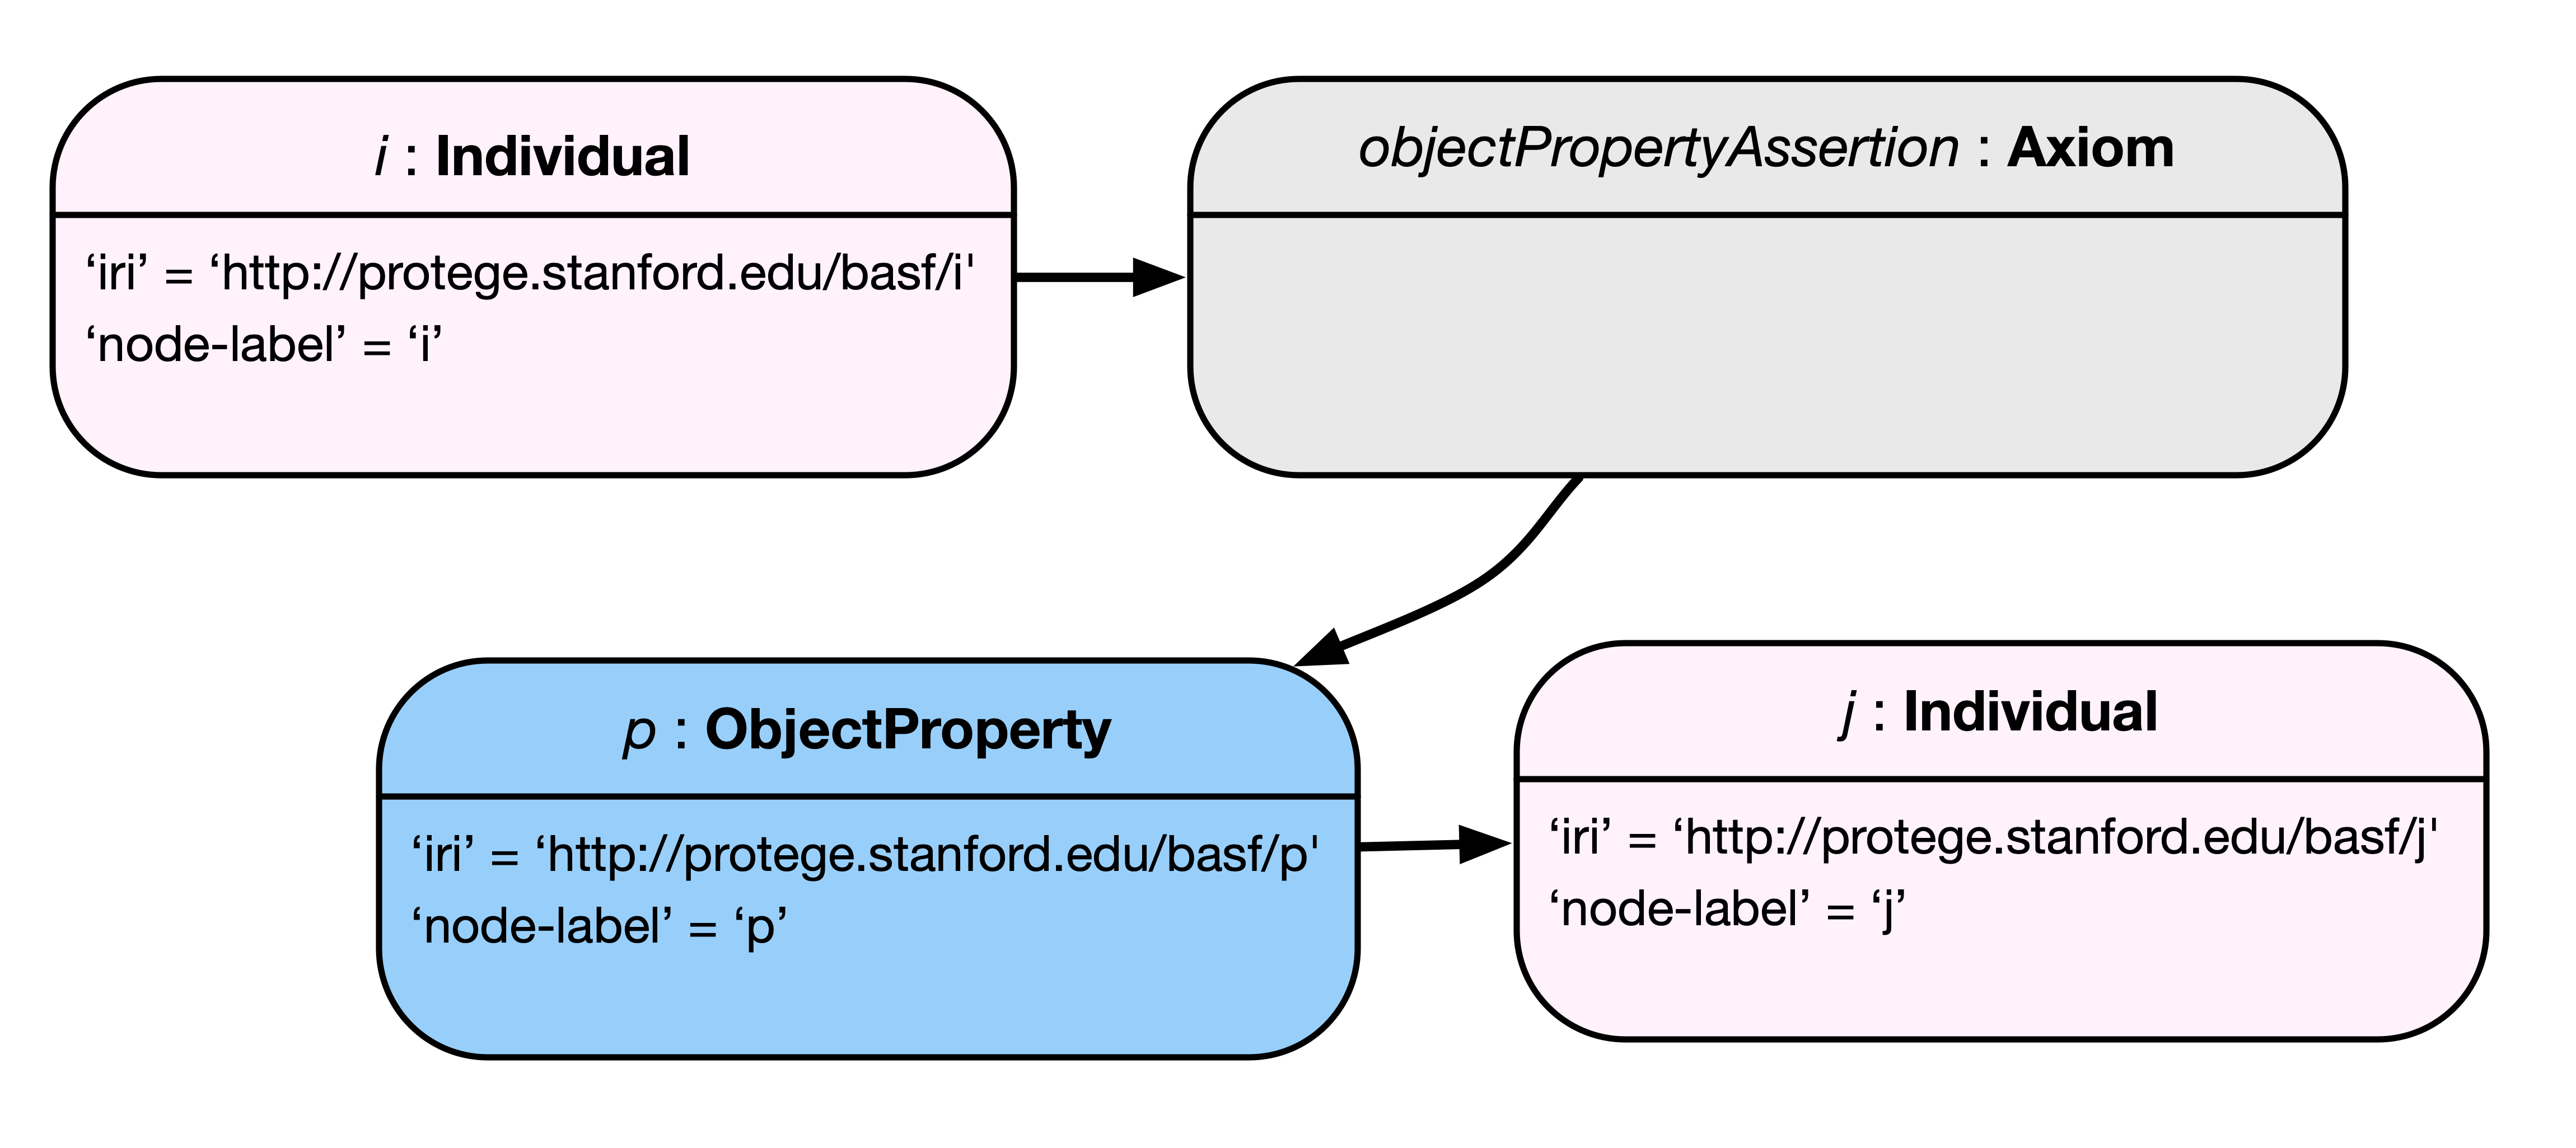 i : Individual
‘iri’ = ‘http://protege.stanford.edu/basf/i'
‘node-label’ = ‘i’
objectPropertyAssertion : Axiom
p : ObjectProperty
‘iri’ = ‘http://protege.stanford.edu/basf/p'
‘node-label’ = ‘p’
j : Individual
‘iri’ = ‘http://protege.stanford.edu/basf/j'
‘node-label’ = ‘j’